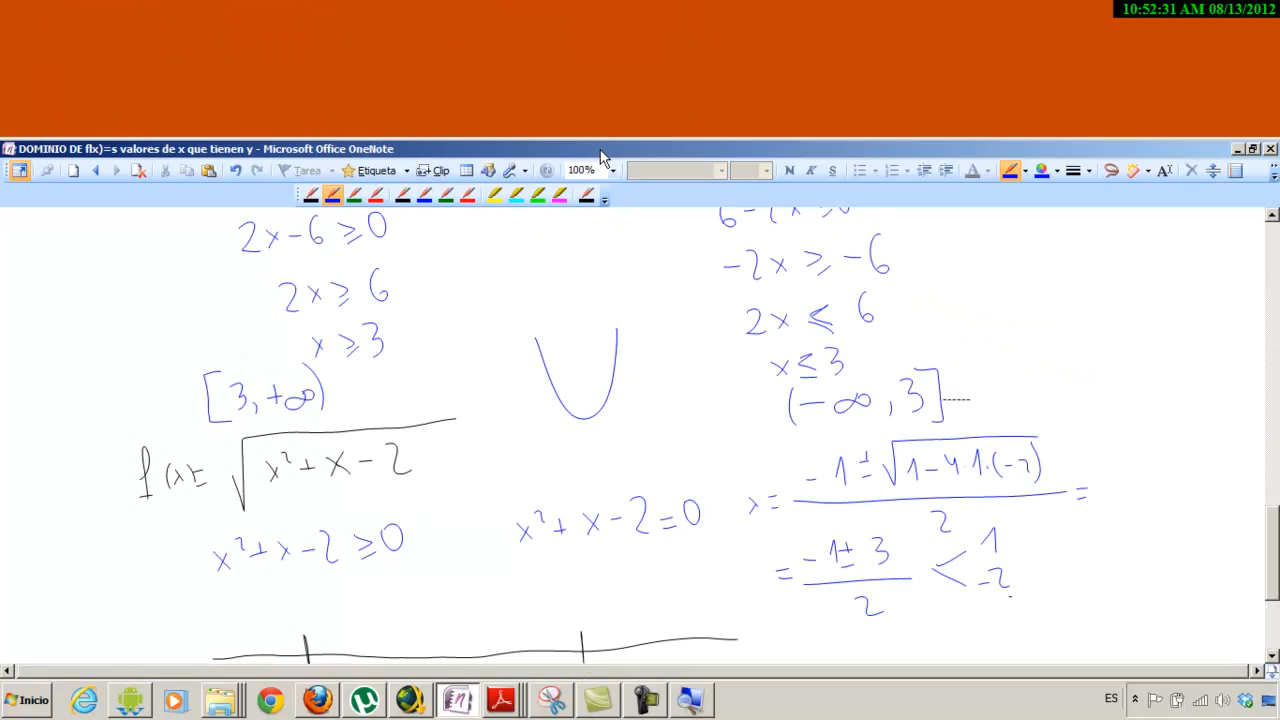 10:52:31 AM 08/13/2012
DOMINIO DE f(x)=s valores de x que tienen y - Microsoft Office OneNote
Tarea Etiqueta Clip 100% N K S A
2x-6≥0
2x≥6
x≥3
[3,+∞)
-2x≥-6
2x≤6
x≤3
(-∞,3]
f(x)=√(x²+x-2)
x²+x-2≥0
x²+x-2=0
x=(-1±√(1-4·1·(-2)))/2=
=(-1±3)/2<1
-2
Inicio
ES